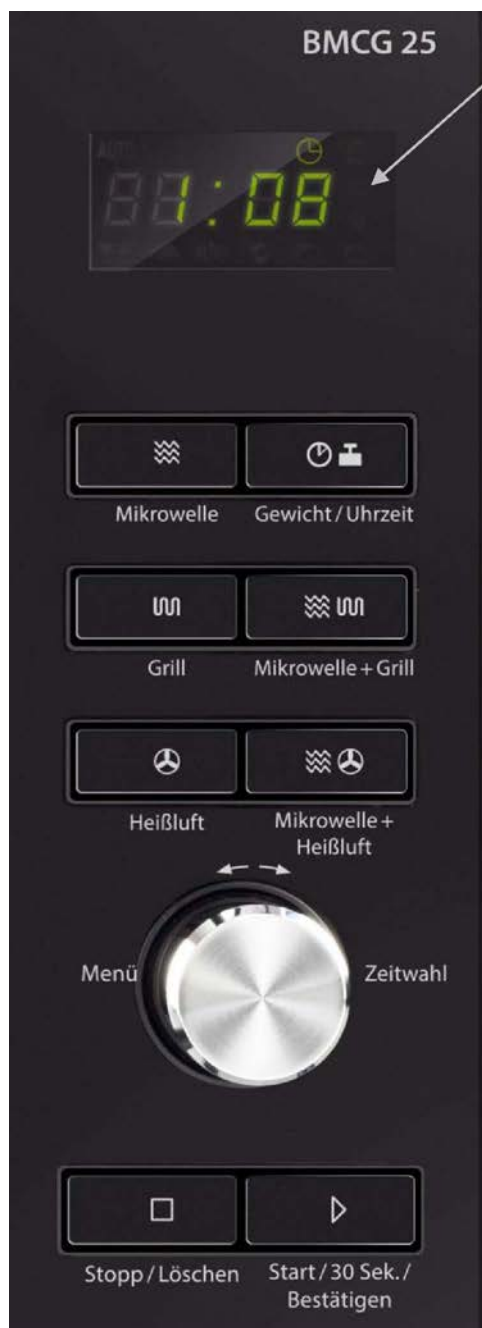 BMCG 25
AUTO
1:08
Mikrowelle
Gewicht / Uhrzeit
Grill
Mikrowelle + Grill
Heißluft
Mikrowelle +
Heißluft
Menü
Zeitwahl
Stopp / Löschen
Start / 30 Sek. /
Bestätigen